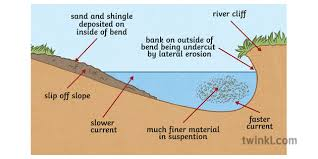 sand and shingle
deposited on
inside of bend
river cliff
bank on outside of
bend being undercut
by lateral erosion
slip off slope
slower
current
much finer material
in suspention
faster
current
twinkl.com